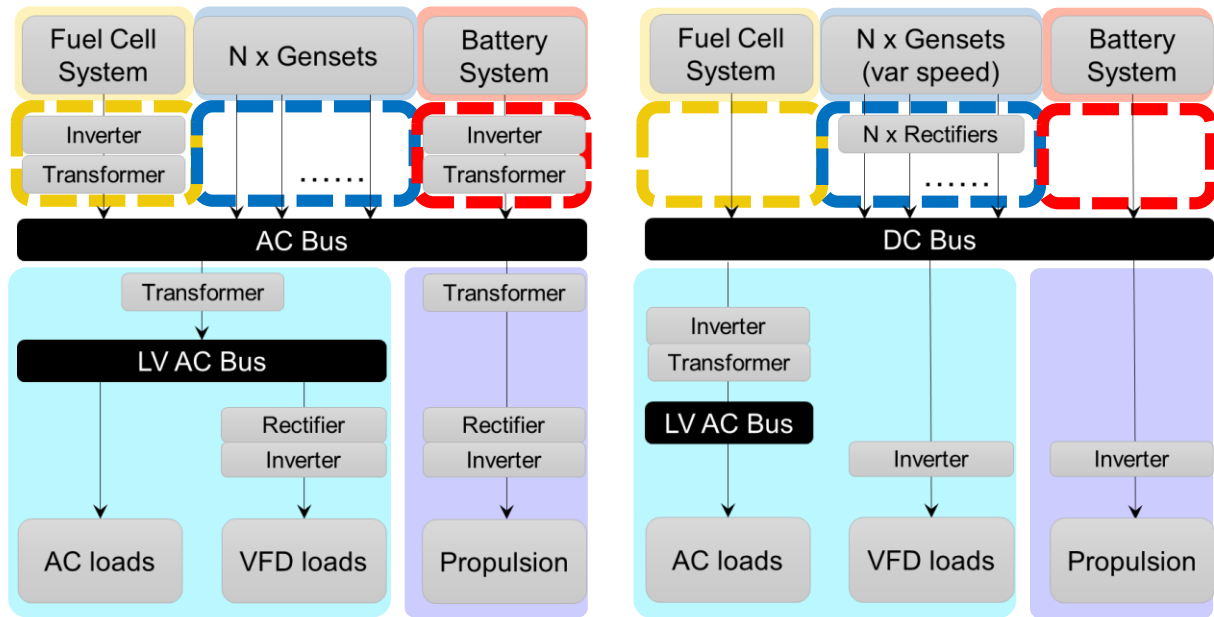 Fuel Cell
System
N x Gensets
Battery
System
Inverter
Transformer
......
Inverter
Transformer
AC Bus
Transformer
Transformer
LV AC Bus
Rectifier
Inverter
Rectifier
Inverter
AC loads
VFD loads
Propulsion
Fuel Cell
System
N x Gensets
(var speed)
Battery
System
N x Rectifiers
......
DC Bus
Inverter
Transformer
LV AC Bus
Inverter
Inverter
AC loads
VFD loads
Propulsion